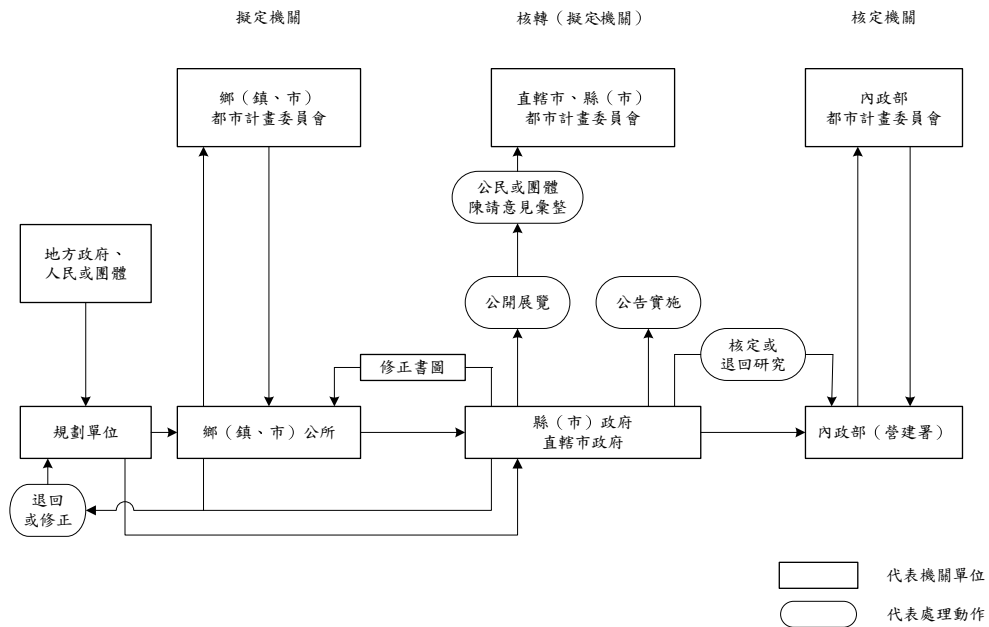 擬定機關
核轉（擬定機關）
核定機關
鄉（鎮、市）
都市計畫委員會
直轄市、縣（市）
都市計畫委員會
內政部
都市計畫委員會
公民或團體
陳請意見彙整
地方政府、
人民或團體
公開展覽
公告實施
核定或
退回研究
修正書圖
規劃單位
鄉（鎮、市）公所
縣（市）政府
直轄市政府
內政部（營建署）
退回
或修正
代表機關單位
代表處理動作